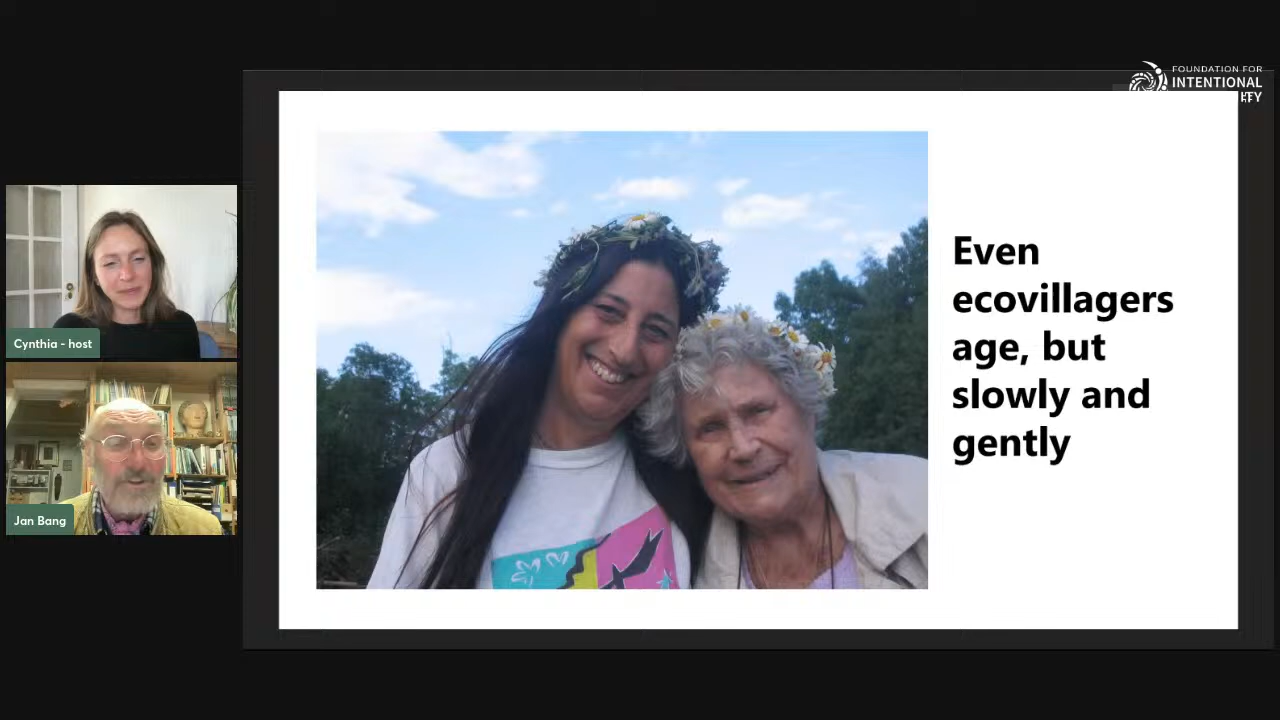 FOUNDATION FOR
INTENTIONAL
Even
ecovillagers
age, but
slowly and
gently
Cynthia - host
Jan Bang